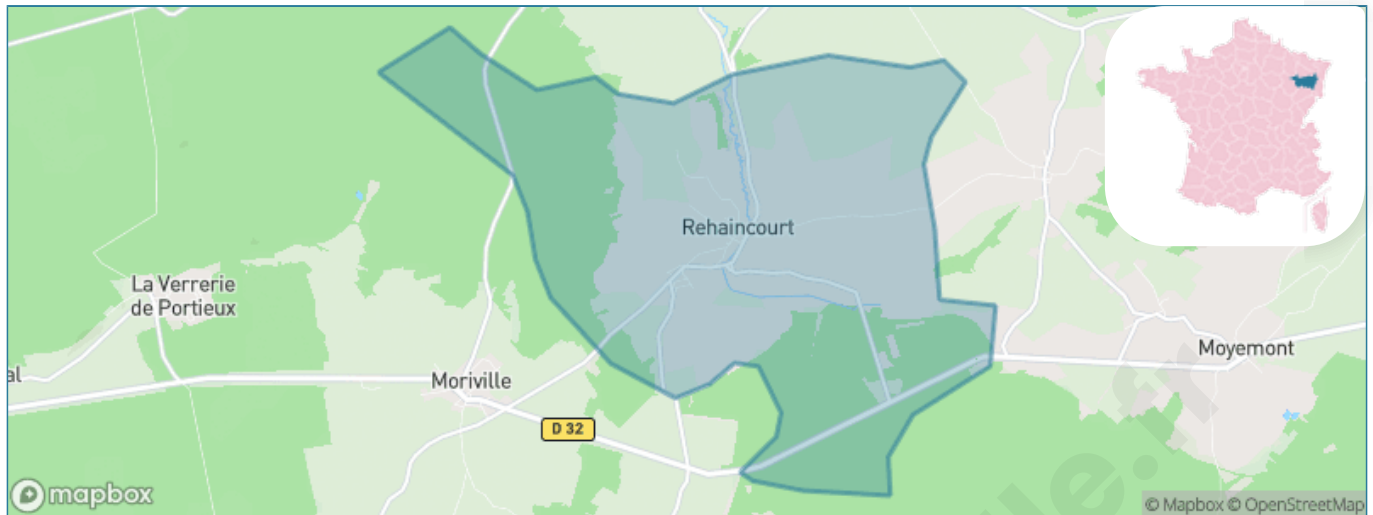 Rehaincourt
La Verrerie
de Portieux
Moyemont
al
Moriville
D 32
mapbox
© Mapbox © OpenStreetMap